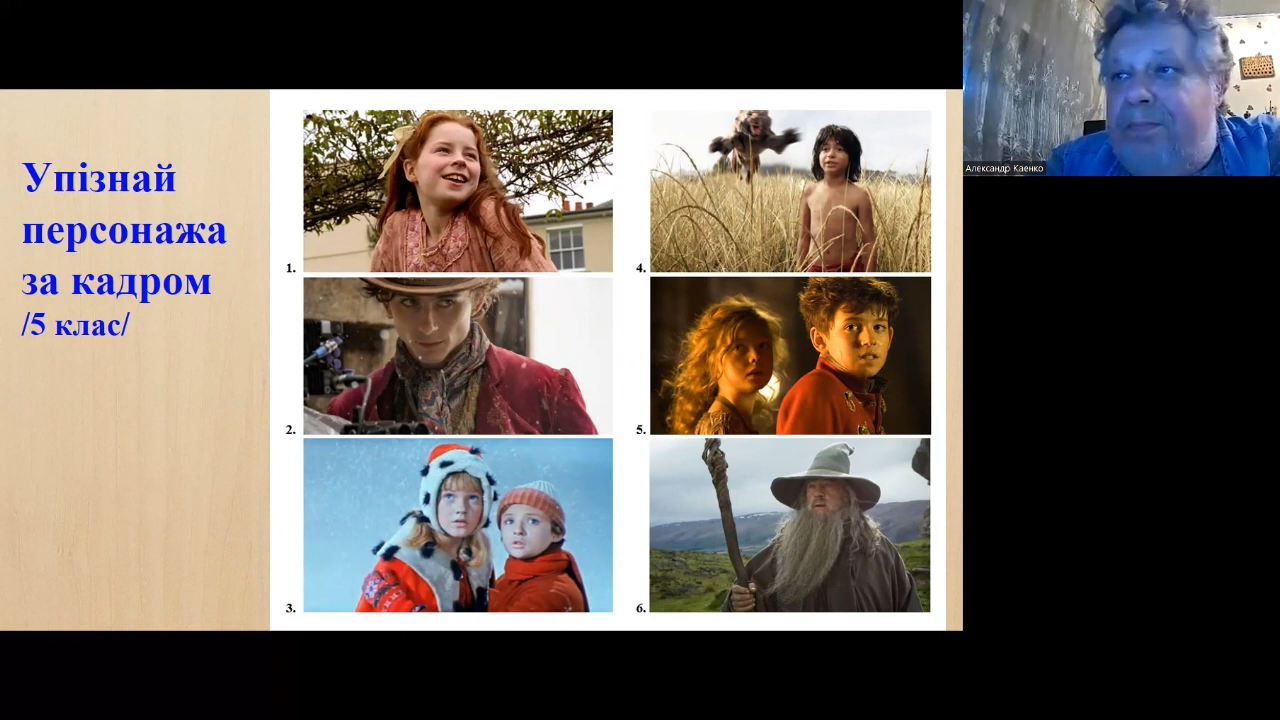 Упізнай
персонажа
за кадром
/5 клас/
1.
2.
3.
4.
5.
6.
Александр Каенко